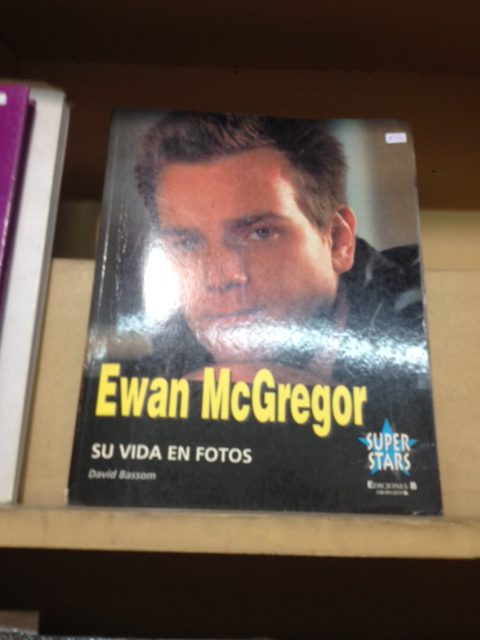 Ewan McGregor
SU VIDA EN FOTOS
David Bassom
SUPER
STARS
EDICIONES B